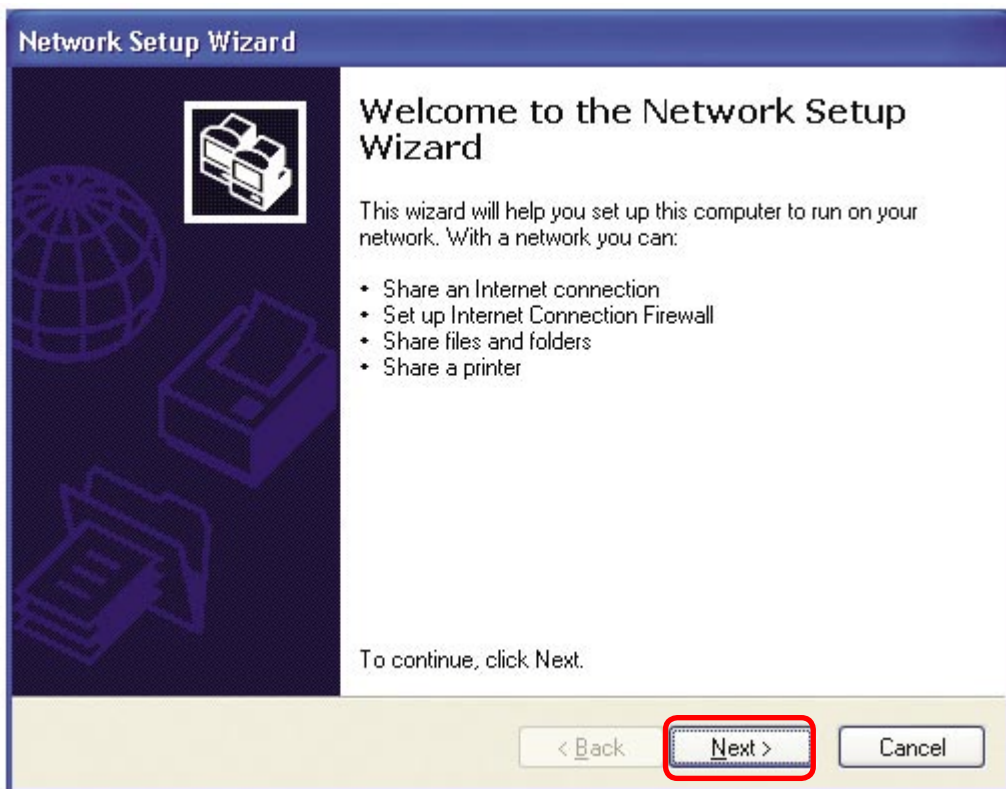 Network Setup Wizard
Welcome to the Network Setup
Wizard
This wizard will help you set up this computer to run on your
network. With a network you can:
• Share an Internet connection
• Set up Internet Connection Firewall
• Share files and folders
• Share a printer
To continue, click Next.
< Back Next > Cancel